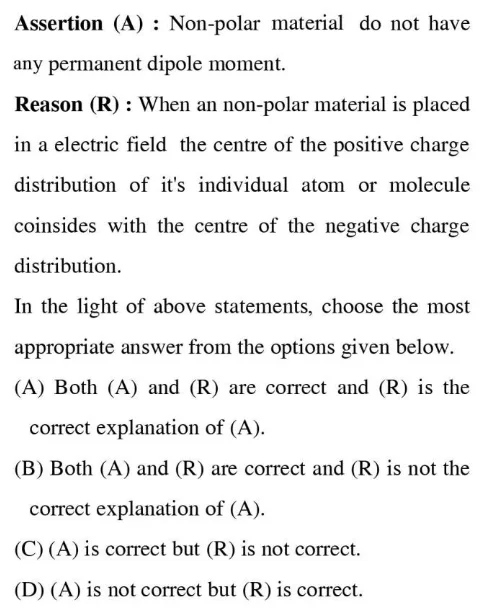 Assertion (A) : Non-polar material do not have
any permanent dipole moment.
Reason (R) : When an non-polar material is placed
in a electric field the centre of the positive charge
distribution of it's individual atom or molecule
coinsides with the centre of the negative charge
distribution.
In the light of above statements, choose the most
appropriate answer from the options given below.
(A) Both (A) and (R) are correct and (R) is the
correct explanation of (A).
(B) Both (A) and (R) are correct and (R) is not the
correct explanation of (A).
(C) (A) is correct but (R) is not correct.
(D) (A) is not correct but (R) is correct.